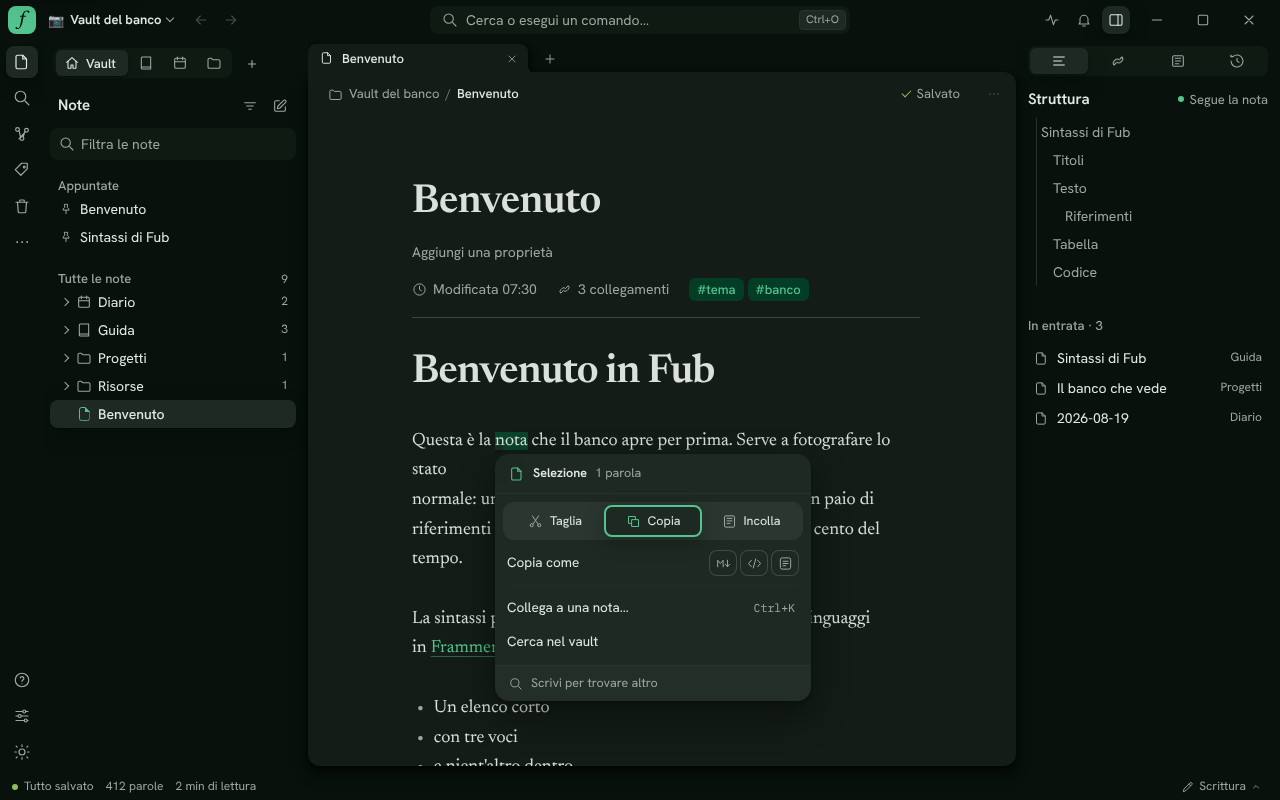 Vault del banco
Cerca o esegui un comando...
Ctrl+O
Vault
Note
Filtra le note
Appuntate
Benvenuto
Sintassi di Fub
Tutte le note 9
Diario 2
Guida 3
Progetti 1
Risorse 1
Benvenuto
Benvenuto
Vault del banco / Benvenuto
Salvato
Benvenuto
Aggiungi una proprietà
Modificata 07:30 3 collegamenti #tema #banco
Benvenuto in Fub
Questa è la nota che il banco apre per prima. Serve a fotografare lo
stato
normale: un paio di
riferimenti cento del
tempo.
La sintassi
in
Un elenco corto
con tre voci
e nient'altro dentro
Selezione 1 parola
Taglia Copia Incolla
Copia come M↓ </>
Collega a una nota... Ctrl+K
Cerca nel vault
Scrivi per trovare altro
Struttura Segue la nota
Sintassi di Fub
Titoli
Testo
Riferimenti
Tabella
Codice
In entrata · 3
Sintassi di Fub Guida
Il banco che vede Progetti
2026-08-19 Diario
Tutto salvato 412 parole 2 min di lettura
Scrittura